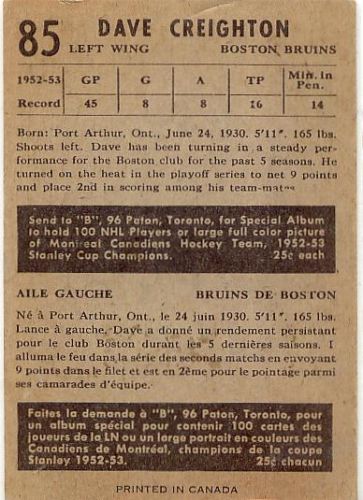 85 DAVE CREIGHTON
LEFT WING BOSTON BRUINS
1952-53 GP G A TP Min. in Pen.
Record 45 8 8 16 14
Born: Port Arthur, Ont., June 24, 1930. 5'11". 165 lbs.
Shoots left. Dave has been turning in a steady per-
formance for the Boston club for the past 5 seasons. He
turned on the heat in the playoff series to net 9 points
and place 2nd in scoring among his team-mates
Send to "B", 96 Paton, Toronto, for Special Album
to hold 100 NHL Players or large full color picture
of Montreal Canadiens Hockey Team, 1952-53
Stanley Cup Champions. 25¢ each
AILE GAUCHE BRUINS DE BOSTON
Né à Port Arthur, Ont., le 24 juin 1930. 5'11". 165 lbs.
Lance à gauche, Dave a donné un rendement persistant
pour le club Boston durant les 5 dernières saisons. I
alluma le feu dans la série des seconds matchs en envoyant
9 points dans le filet et est en 2ème pour le pointage parmi
ses camarades d'équipe.
Faites la demande à "B", 96 Paton, Toronto, pour
un album spécial pour contenir 100 cartes des
joueurs de la LN ou un large portrait en couleurs des
Canadiens de Montréal, champions de la coupe
Stanley 1952-53. 25¢ chacun
PRINTED IN CANADA